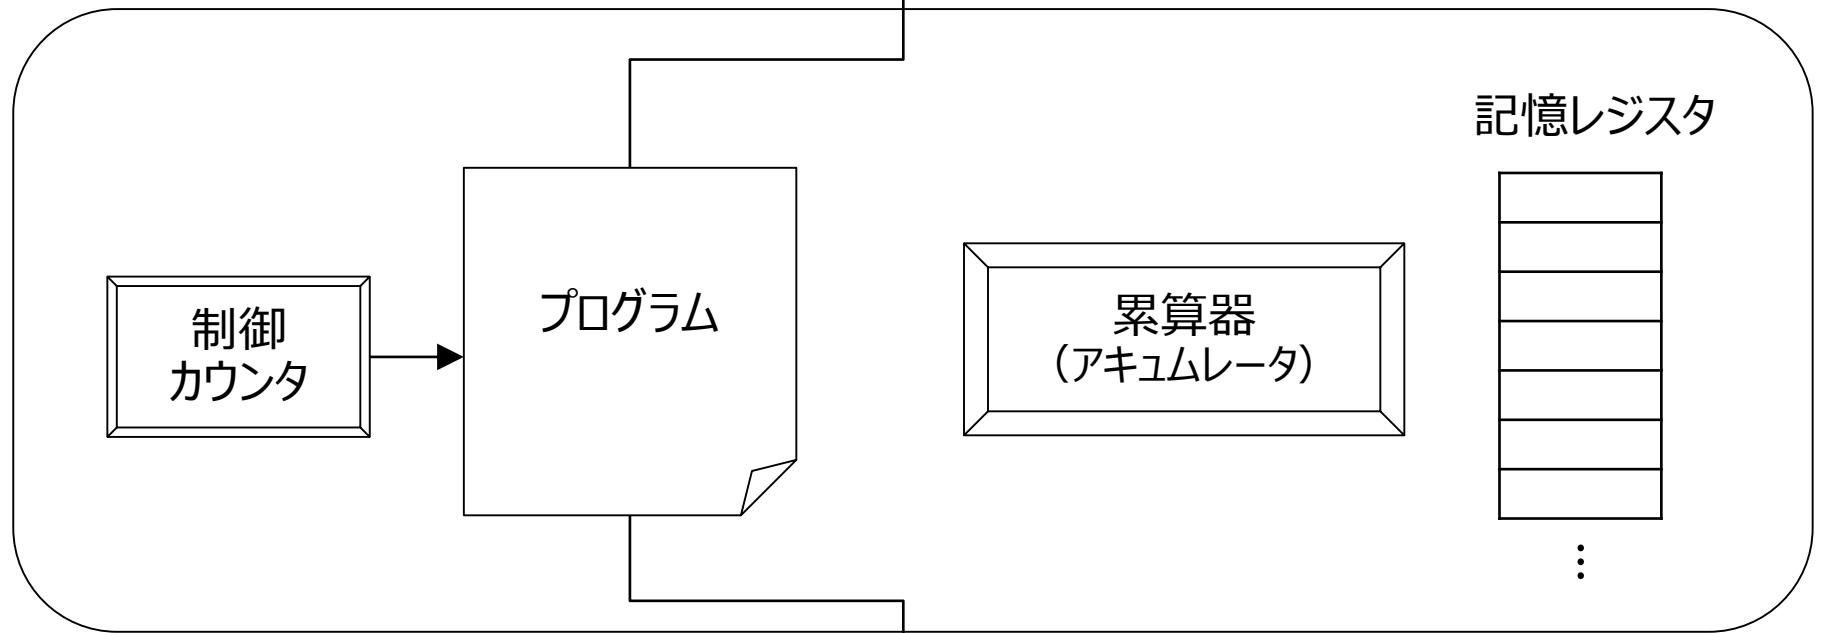 記憶レジスタ
制御
カウンタ
プログラム
累算器
（アキュムレータ）